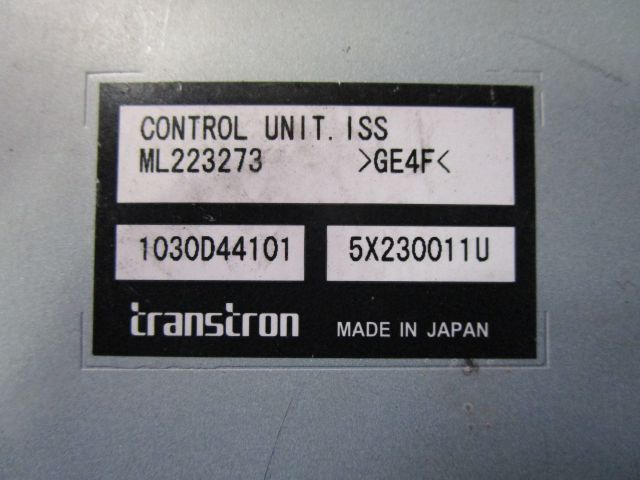 CONTROL UNIT. ISS
ML223273 >GE4F<
1030D44101 5X230011U
transtron MADE IN JAPAN